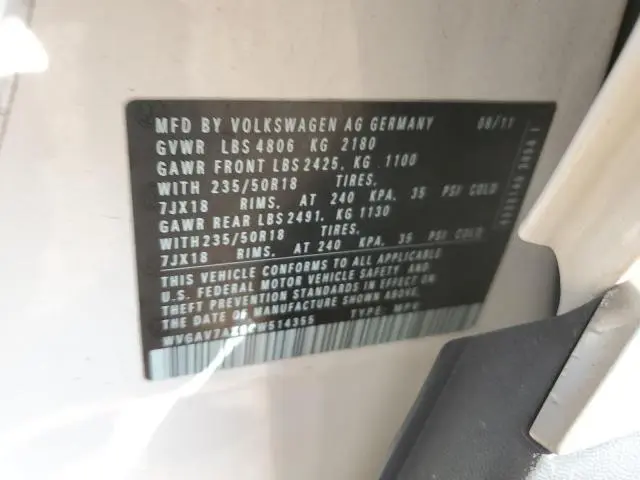 MFD BY VOLKSWAGEN AG GERMANY 08/11
GVWR LBS 4806 KG 2180
GAWR FRONT LBS 2425, KG 1100
WITH 235/50R18 TIRES,
7JX18 RIMS, AT 240 KPA, 35 PSI COLD
GAWR REAR LBS 2491, KG 1130
WITH 235/50R18 TIRES,
7JX18 RIMS, AT 240 KPA, 35 PSI COLD
THIS VEHICLE CONFORMS TO ALL APPLICABLE
U.S. FEDERAL MOTOR VEHICLE SAFETY AND
THEFT PREVENTION STANDARDS IN EFFECT ON
THE DATE OF MANUFACTURE SHOWN ABOVE.
TYPE: MPV